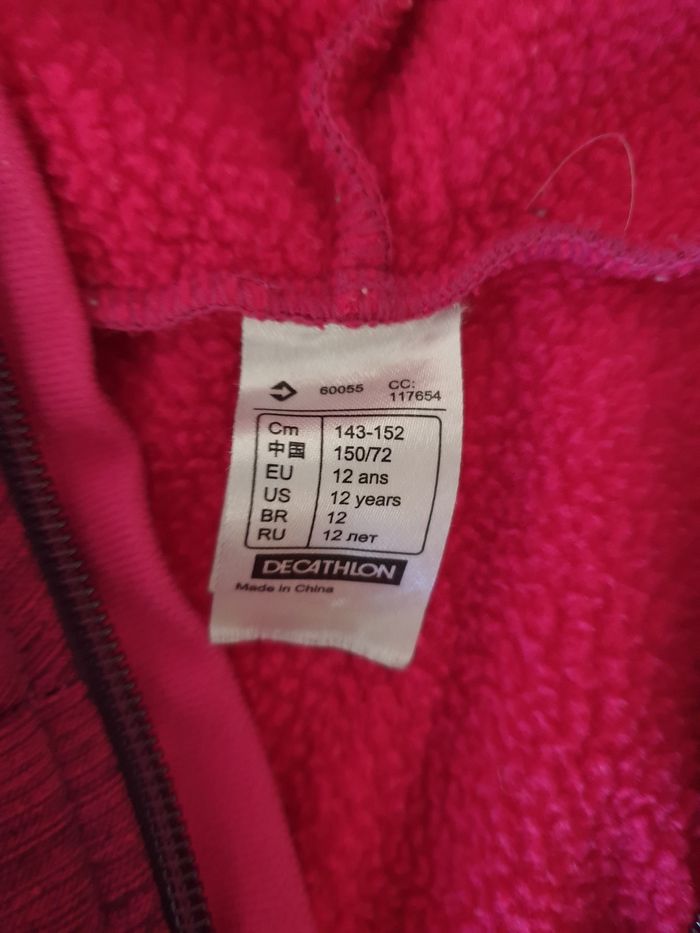 60055 CC:
117654
Cm 143-152
中国 150/72
EU 12 ans
US 12 years
BR 12
RU 12 лет
DECATHLON
Made in China